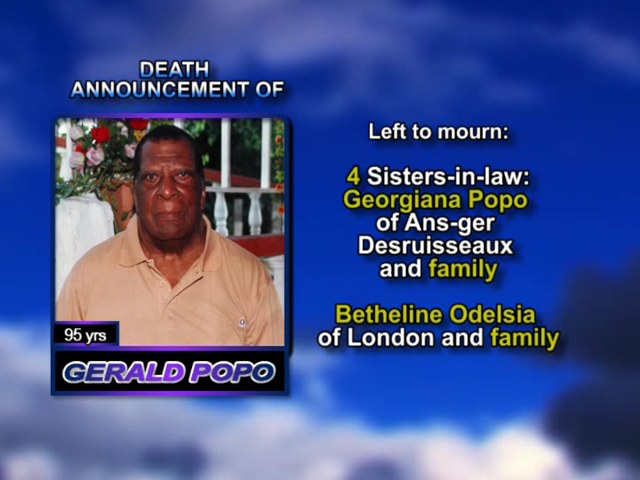 DEATH
ANNOUNCEMENT OF
95 yrs
GERALD POPO
Left to mourn:
4 Sisters-in-law:
Georgiana Popo
of Ans-ger
Desruisseaux
and family
Betheline Odelsia
of London and family